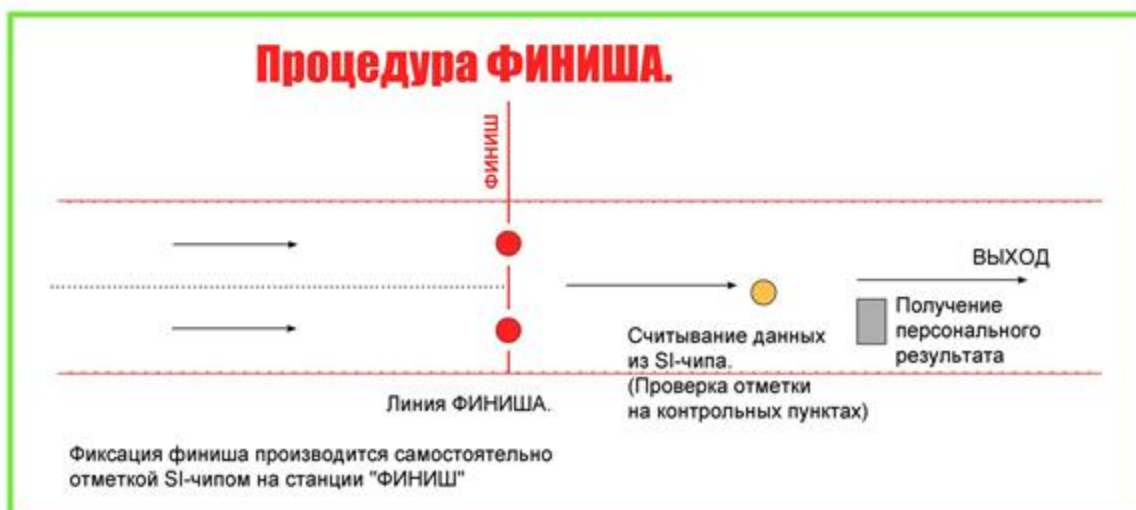 Процедура ФИНИША.
ФИНИШ
ВЫХОД
Получение
персонального
результата
Считывание данных
из SI-чипа.
(Проверка отметки
на контрольных пунктах)
Линия ФИНИША.
Фиксация финиша производится самостоятельно
отметкой SI-чипом на станции "ФИНИШ"